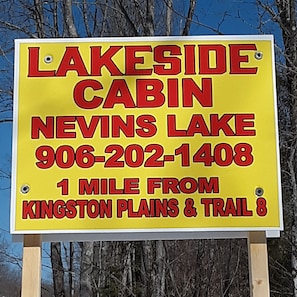 LAKESIDE
CABIN
NEVINS LAKE
906-202-1408
1 MILE FROM
KINGSTON PLAINS & TRAIL 8